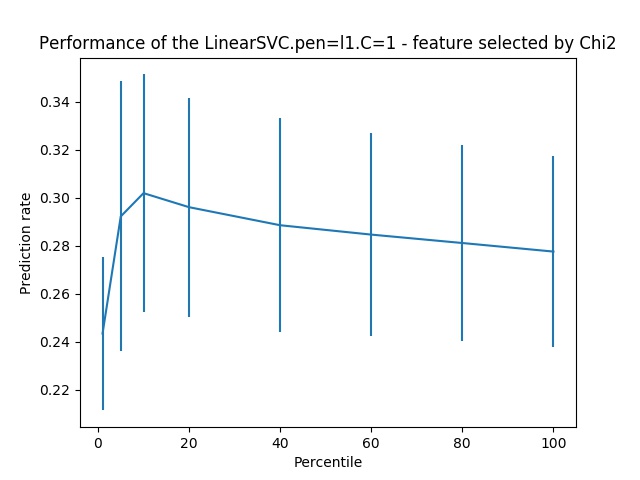 Performance of the LinearSVC.pen=l1.C=1 - feature selected by Chi2
Prediction rate
0.34
0.32
0.30
0.28
0.26
0.24
0.22
0 20 40 60 80 100
Percentile